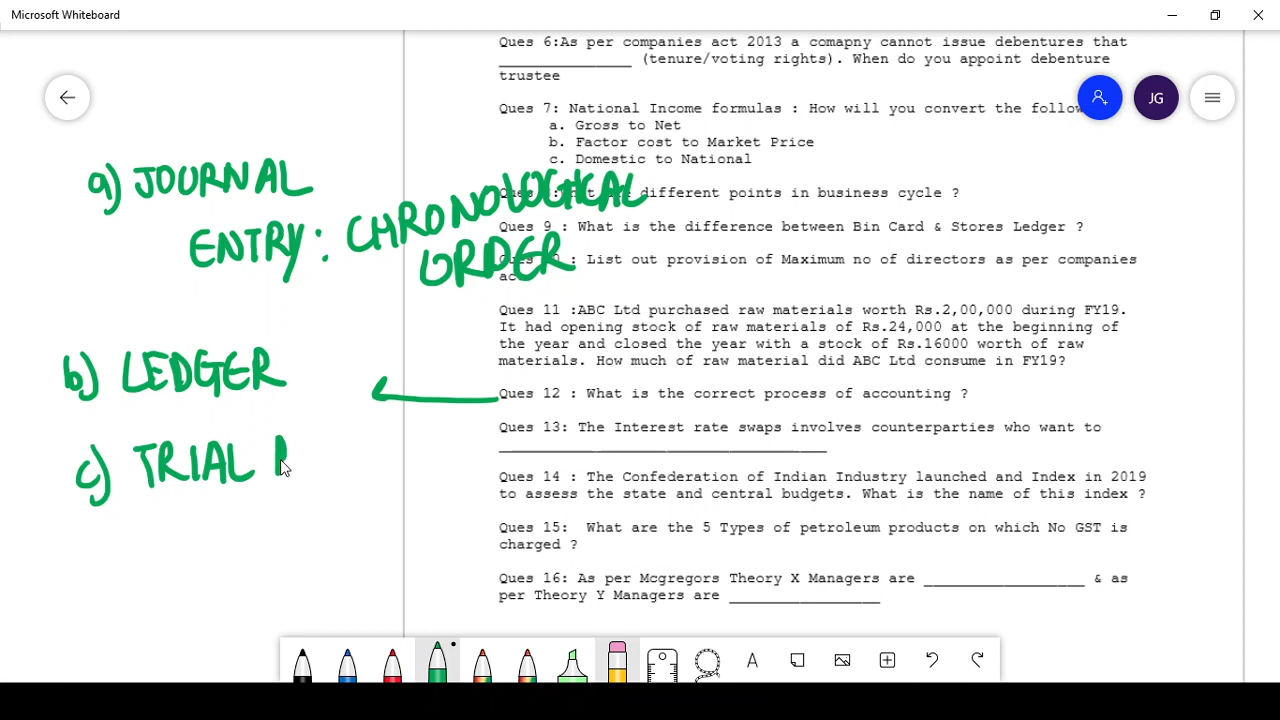 Microsoft Whiteboard
Ques 6:As per companies act 2013 a comapny cannot issue debentures that
_______________ (tenure/voting rights). When do you appoint debenture
trustee
JG
Ques 7: National Income formulas : How will you convert the follow
a. Gross to Net
b. Factor cost to Market Price
c. Domestic to National
a) JOURNAL
ENTRY: CHRONOLOGICAL
ORDER
different points in business cycle ?
Ques 9 : What is the difference between Bin Card & Stores Ledger ?
: List out provision of Maximum no of directors as per companies
Ques 11 :ABC Ltd purchased raw materials worth Rs.2,00,000 during FY19.
It had opening stock of raw materials of Rs.24,000 at the beginning of
the year and closed the year with a stock of Rs.16000 worth of raw
materials. How much of raw material did ABC Ltd consume in FY19?
b) LEDGER
Ques 12 : What is the correct process of accounting ?
c) TRIAL
Ques 13: The Interest rate swaps involves counterparties who want to
_____________________________________
Ques 14 : The Confederation of Indian Industry launched and Index in 2019
to assess the state and central budgets. What is the name of this index ?
Ques 15:  What are the 5 Types of petroleum products on which No GST is
charged ?
Ques 16: As per Mcgregors Theory X Managers are __________________ & as
per Theory Y Managers are _________________
A